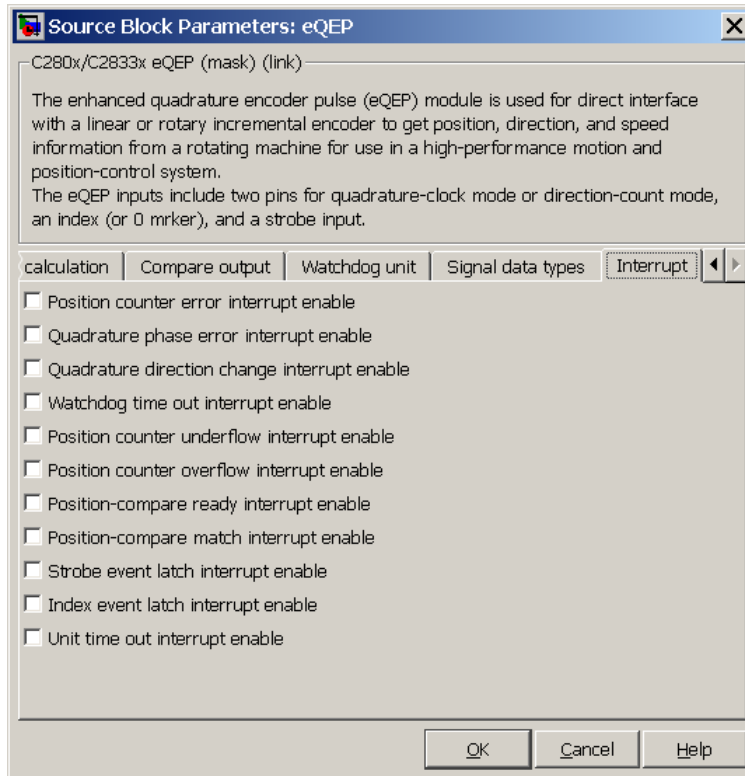 Source Block Parameters: eQEP
C280x/C2833x eQEP (mask) (link)
The enhanced quadrature encoder pulse (eQEP) module is used for direct interface
with a linear or rotary incremental encoder to get position, direction, and speed
information from a rotating machine for use in a high-performance motion and
position-control system.
The eQEP inputs include two pins for quadrature-clock mode or direction-count mode,
an index (or 0 mrker), and a strobe input.
calculation Compare output Watchdog unit Signal data types Interrupt
Position counter error interrupt enable
Quadrature phase error interrupt enable
Quadrature direction change interrupt enable
Watchdog time out interrupt enable
Position counter underflow interrupt enable
Position counter overflow interrupt enable
Position-compare ready interrupt enable
Position-compare match interrupt enable
Strobe event latch interrupt enable
Index event latch interrupt enable
Unit time out interrupt enable
OK Cancel Help